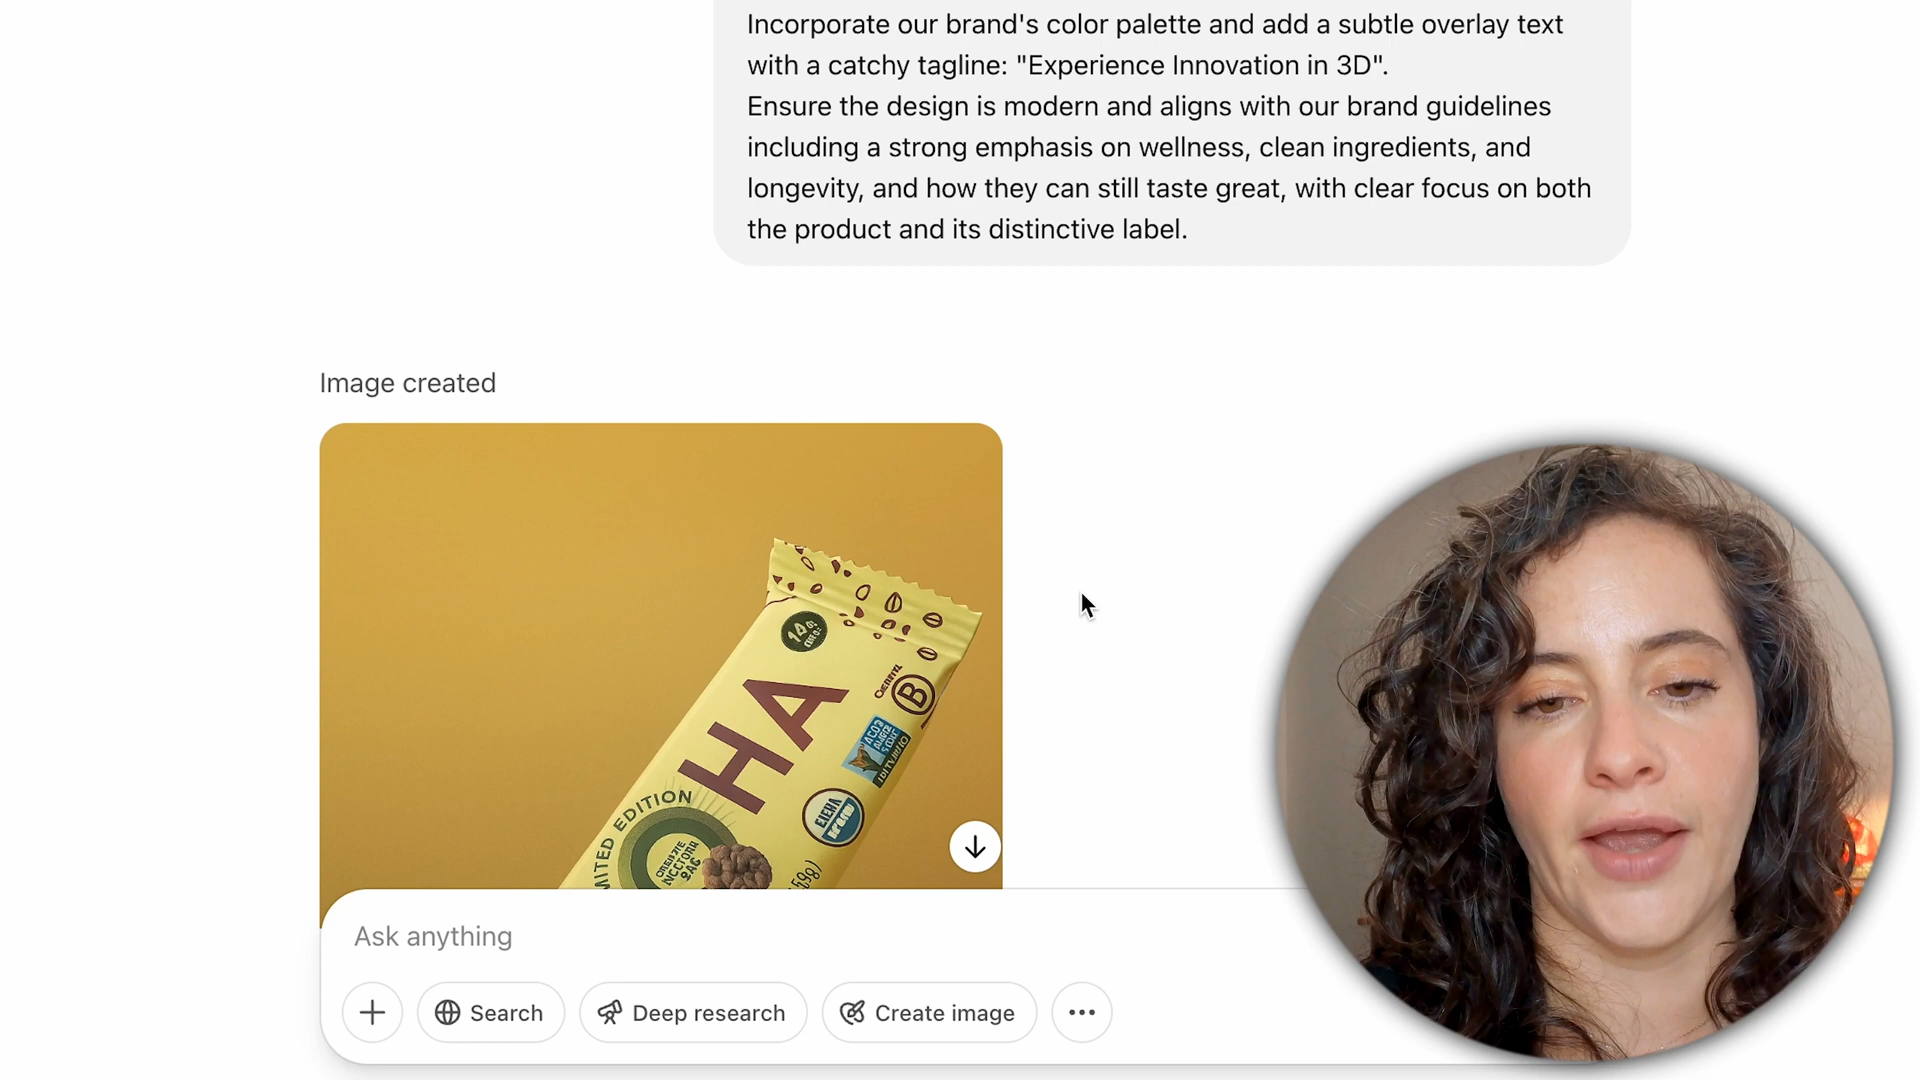 Incorporate our brand's color palette and add a subtle overlay text
with a catchy tagline: "Experience Innovation in 3D".
Ensure the design is modern and aligns with our brand guidelines
including a strong emphasis on wellness, clean ingredients, and
longevity, and how they can still taste great, with clear focus on both
the product and its distinctive label.
Image created
HA
B
MITED EDITION
59g)
Ask anything
Search
Deep research
Create image